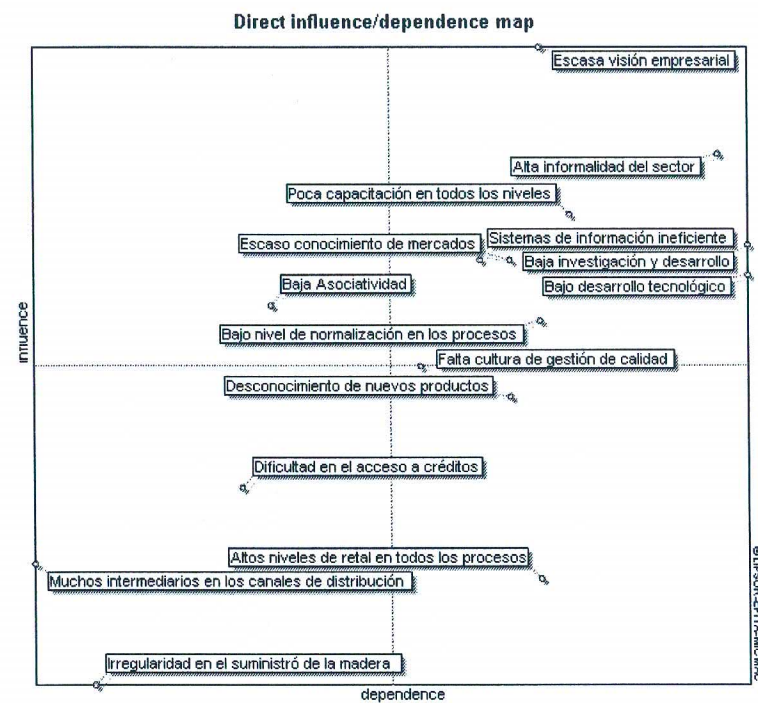 Direct influence/dependence map
Escasa visión empresarial
Alta informalidad del sector
Poca capacitación en todos los niveles
Sistemas de información ineficiente
Escaso conocimiento de mercados
Baja investigación y desarrollo
Baja Asociatividad
Bajo desarrollo tecnológico
Bajo nivel de normalización en los procesos
influence
Falta cultura de gestión de calidad
Desconocimiento de nuevos productos
Dificultad en el acceso a créditos
Altos niveles de retal en todos los procesos
Muchos intermediarios en los canales de distribución
© LIPSOR-EPITA-MICMAC
Irregularidad en el suministró de la madera
dependence